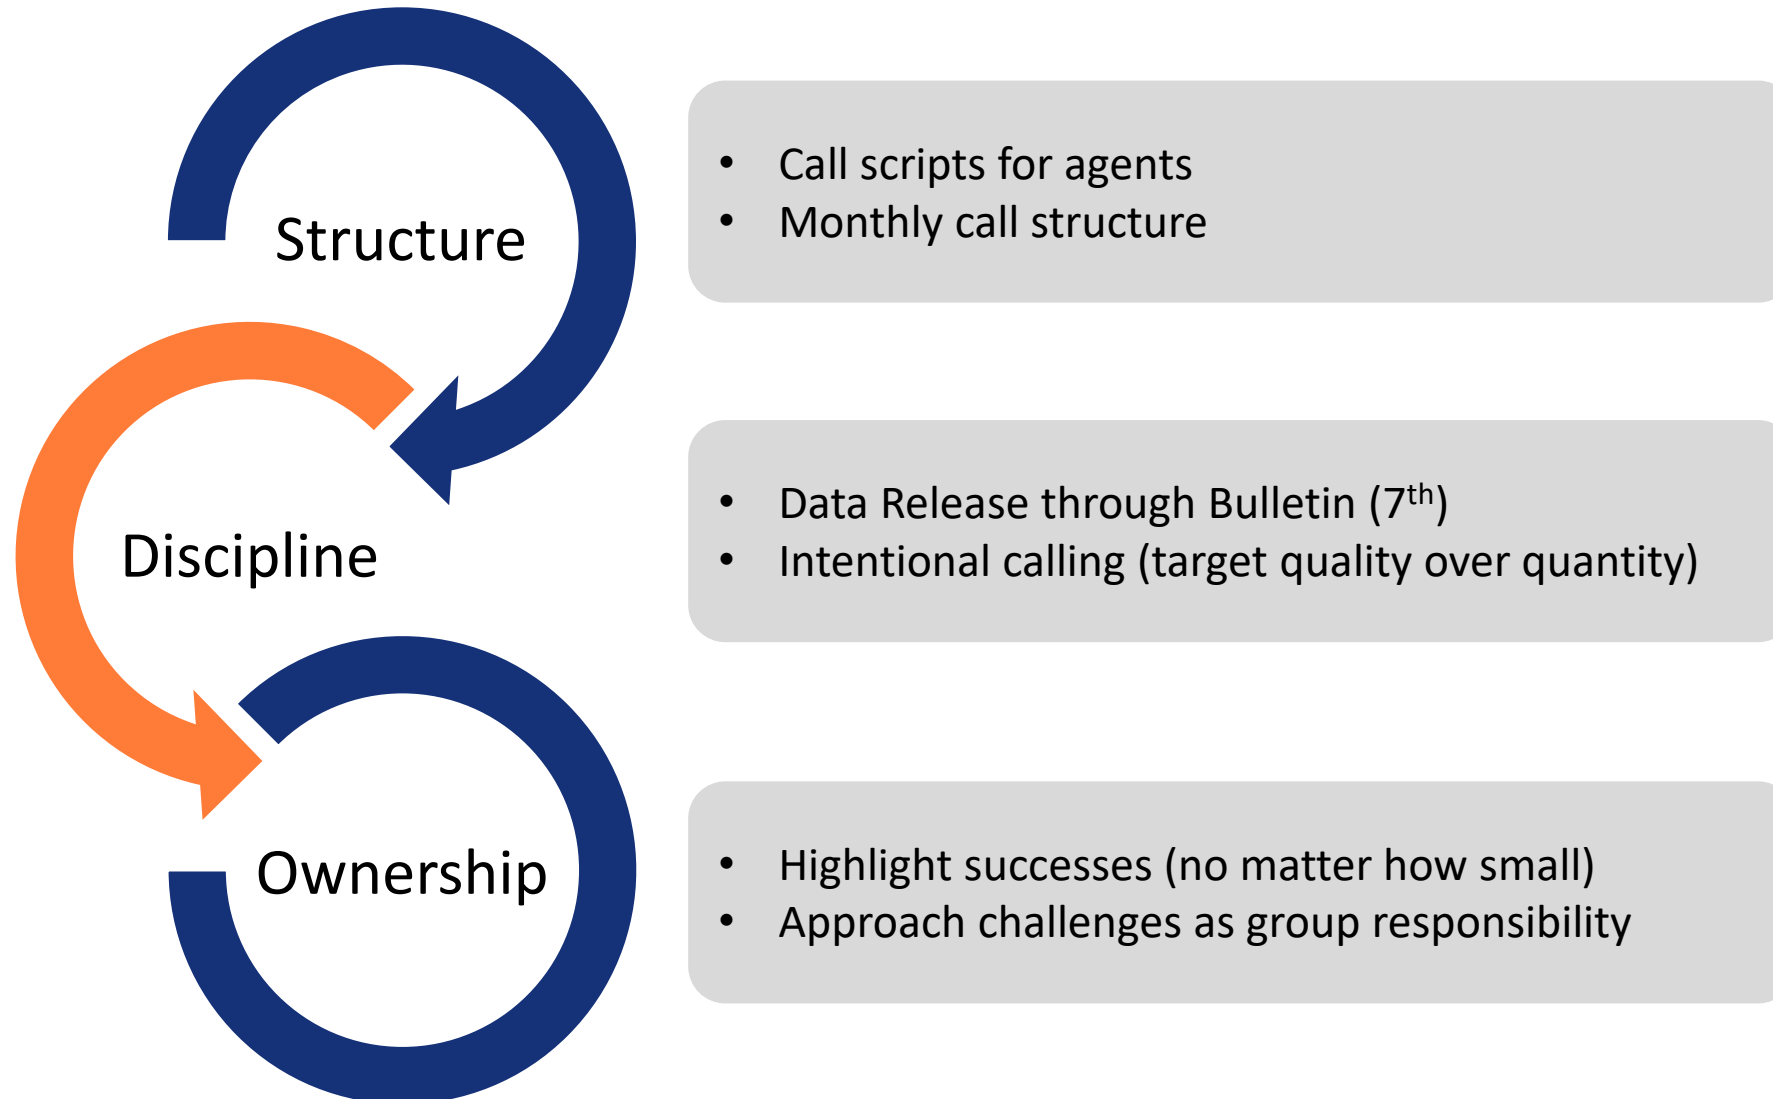 Structure
• Call scripts for agents
• Monthly call structure
Discipline
• Data Release through Bulletin (7th)
• Intentional calling (target quality over quantity)
Ownership
• Highlight successes (no matter how small)
• Approach challenges as group responsibility